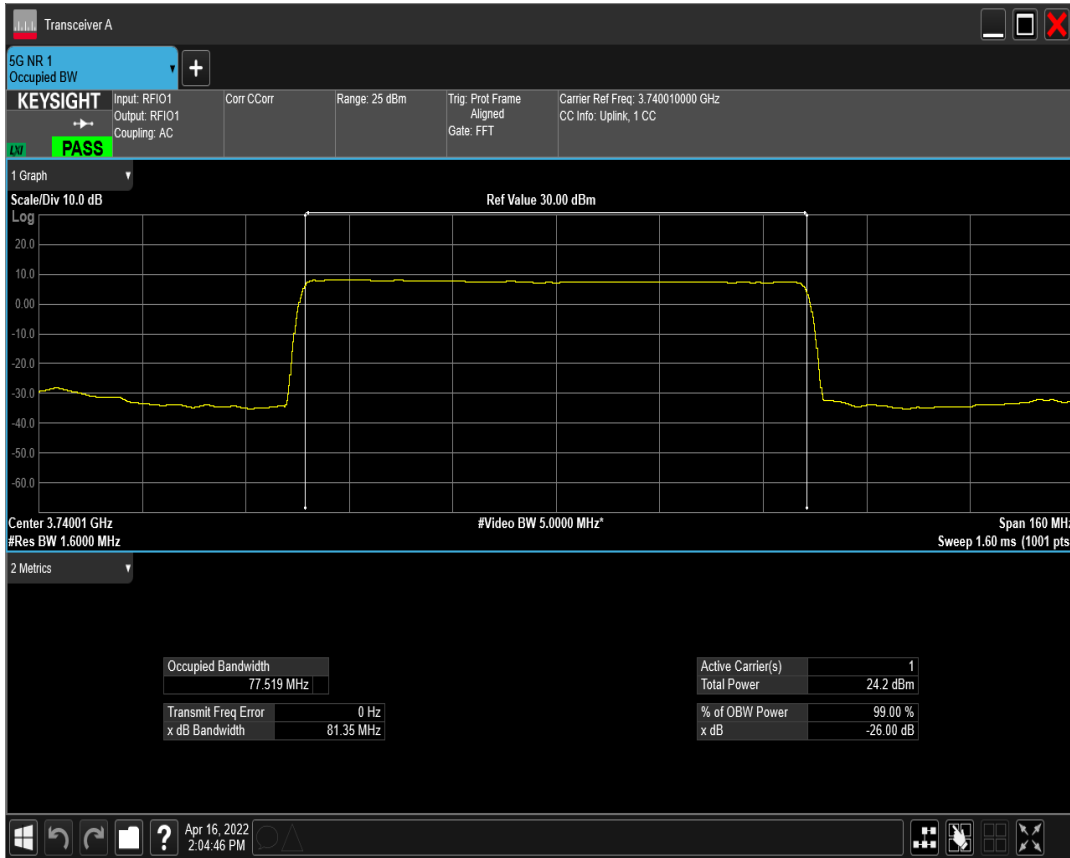 Transceiver A
5G NR 1
Occupied BW
KEYSIGHT
LXI
PASS
Input: RFIO1
Output: RFIO1
Coupling: AC
Corr CCorr
Range: 25 dBm
Trig: Prot Frame
Aligned
Gate: FFT
Carrier Ref Freq: 3.740010000 GHz
CC Info: Uplink, 1 CC
1 Graph
Scale/Div 10.0 dB
Ref Value 30.00 dBm
Log
20.0
10.0
0.00
-10.0
-20.0
-30.0
-40.0
-50.0
-60.0
Center 3.74001 GHz
#Video BW 5.0000 MHz*
Span 160 MHz
#Res BW 1.6000 MHz
Sweep 1.60 ms (1001 pts
2 Metrics
Occupied Bandwidth
77.519 MHz
Transmit Freq Error 0 Hz
x dB Bandwidth 81.35 MHz
Active Carrier(s) 1
Total Power 24.2 dBm
% of OBW Power 99.00 %
x dB -26.00 dB
Apr 16, 2022
2:04:46 PM